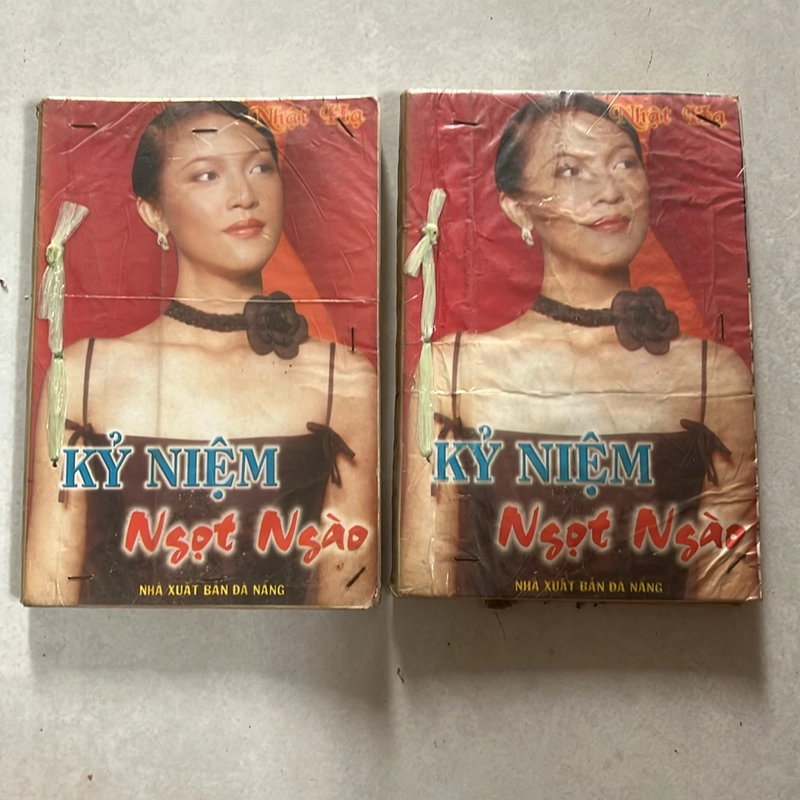 Nhật Hạ
KỶ NIỆM
Ngọt Ngào
NHÀ XUẤT BẢN ĐÀ NẴNG
Nhật Hạ
KỶ NIỆM
Ngọt Ngào
NHÀ XUẤT BẢN ĐÀ NẴNG